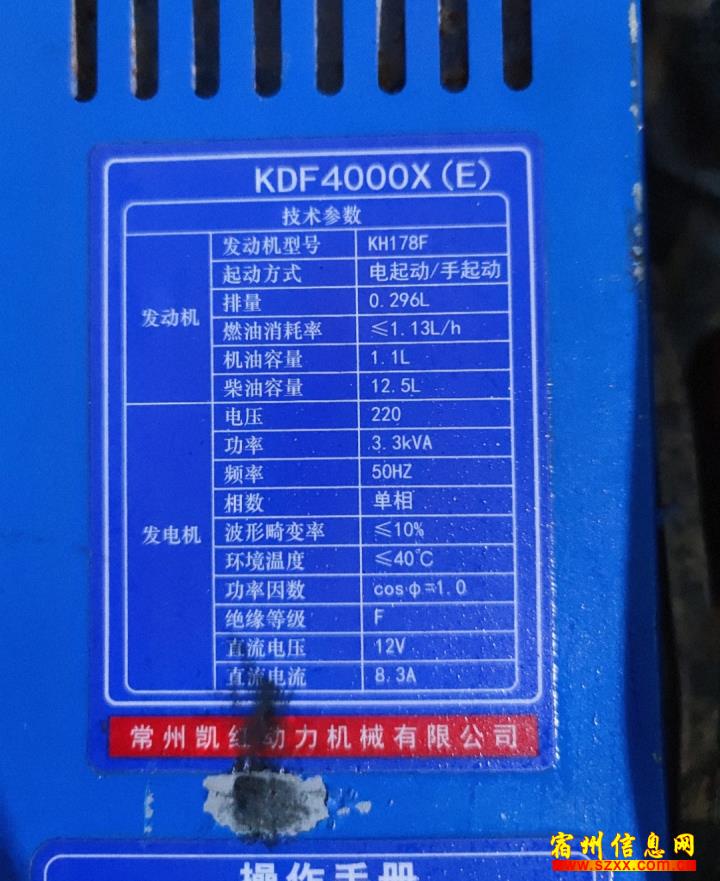 KDF4000X(E)
技术参数
发动机
发动机型号 KH178F
起动方式 电起动/手起动
排量 0.296L
燃油消耗率 ≤1.13L/h
机油容量 1.1L
柴油容量 12.5L
发电机
电压 220
功率 3.3kVA
频率 50HZ
相数 单相
波形畸变率 ≤10%
环境温度 ≤40℃
功率因数 cosφ=1.0
绝缘等级 F
直流电压 12V
直流电流 8.3A
常州凯红动力机械有限公司
操作手册
宿州信息网
www.szxx.com.cn